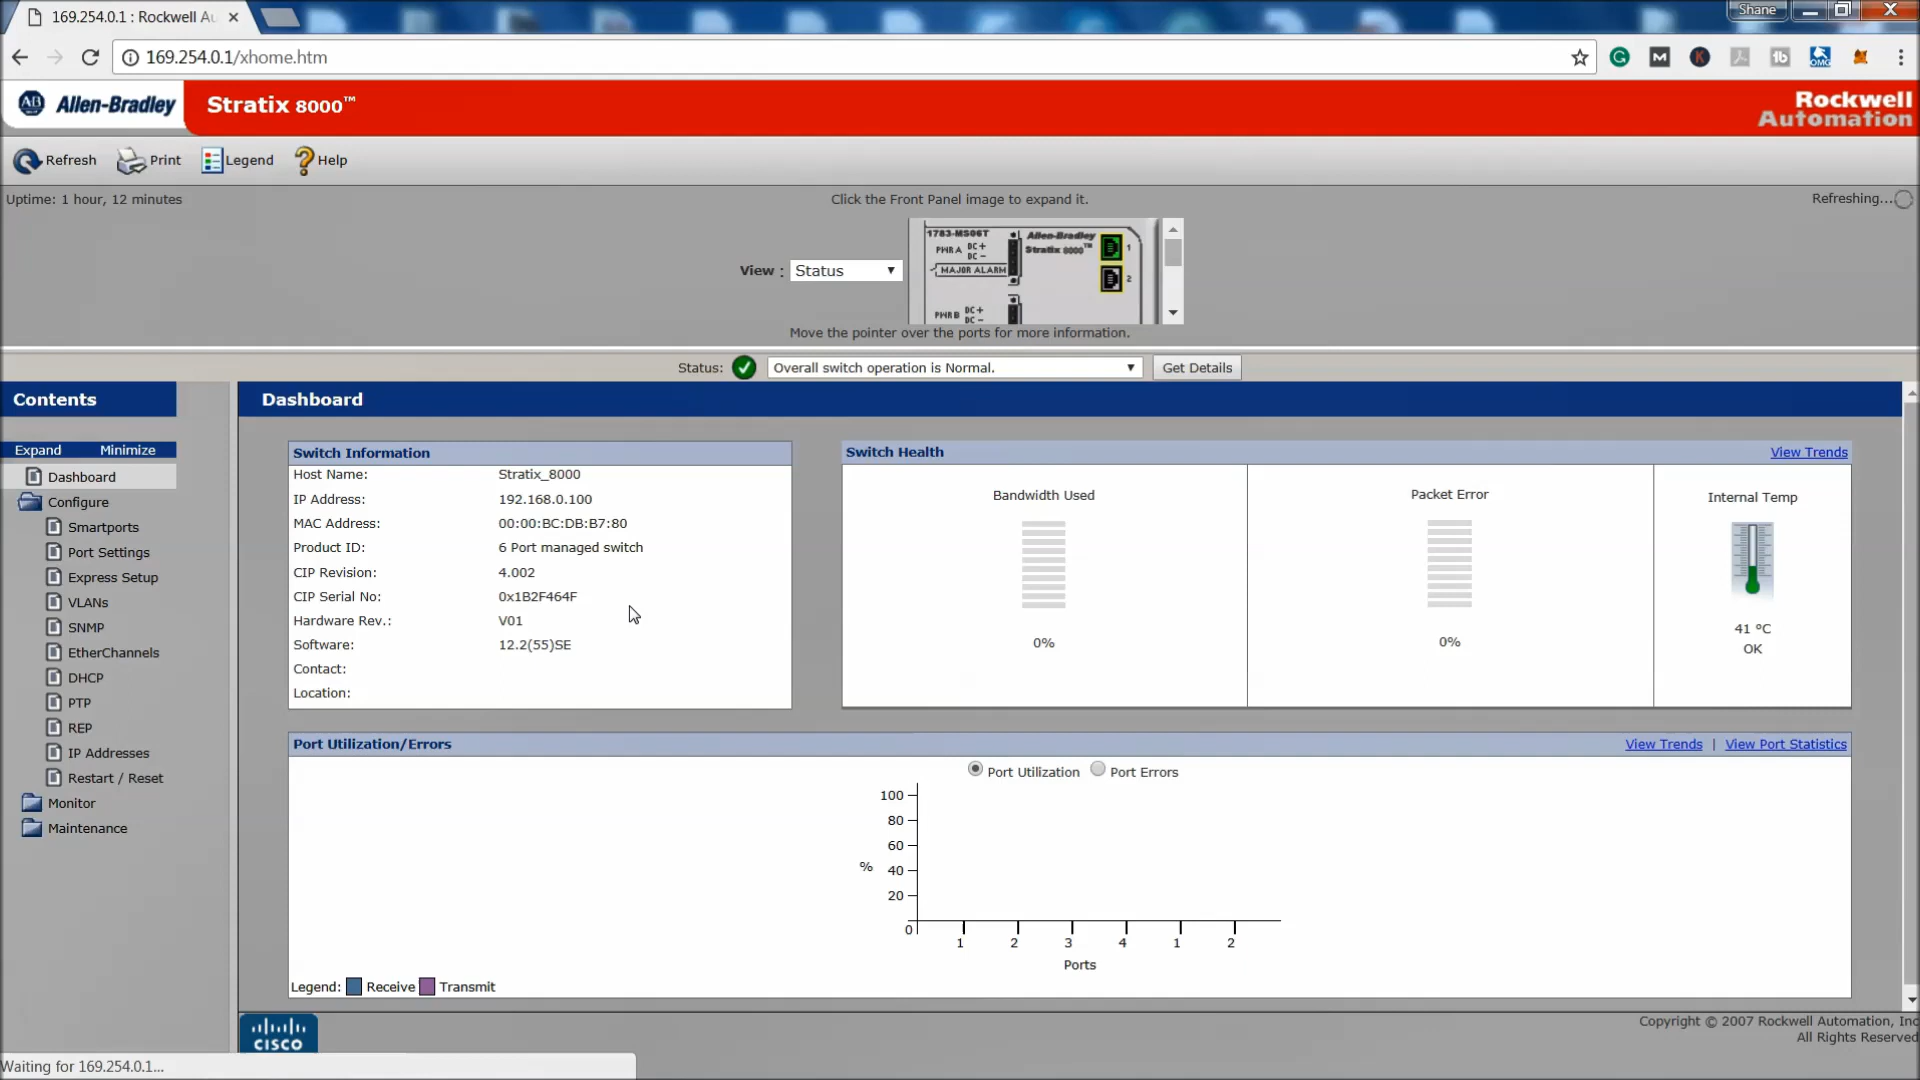 169.254.0.1 : Rockwell Au
Shane
169.254.0.1/xhome.htm
Allen-Bradley
Stratix 8000™
Rockwell
Automation
Refresh
Print
Legend
Help
Uptime: 1 hour, 12 minutes
Click the Front Panel image to expand it.
Refreshing...
View :
Status
1783-MS06T
Allen-Bradley
Stratix 8000™
PWR A DC +
DC −
MAJOR ALARM
PWR B DC +
DC −
1
2
Move the pointer over the ports for more information.
Status:
Overall switch operation is Normal.
Get Details
Contents
Expand
Minimize
Dashboard
Configure
Smartports
Port Settings
Express Setup
VLANs
SNMP
EtherChannels
DHCP
PTP
REP
IP Addresses
Restart / Reset
Monitor
Maintenance
Dashboard
Switch Information
Host Name: Stratix_8000
IP Address: 192.168.0.100
MAC Address: 00:00:BC:DB:B7:80
Product ID: 6 Port managed switch
CIP Revision: 4.002
CIP Serial No: 0x1B2F464F
Hardware Rev.: V01
Software: 12.2(55)SE
Contact:
Location:
Switch Health
View Trends
Bandwidth Used
0%
Packet Error
0%
Internal Temp
41 °C
OK
Port Utilization/Errors
View Trends | View Port Statistics
Port Utilization
Port Errors
100
80
60
%
40
20
0
1 2 3 4 1 2
Ports
Legend: Receive Transmit
CISCO
Copyright © 2007 Rockwell Automation, Inc
All Rights Reserved
Waiting for 169.254.0.1...